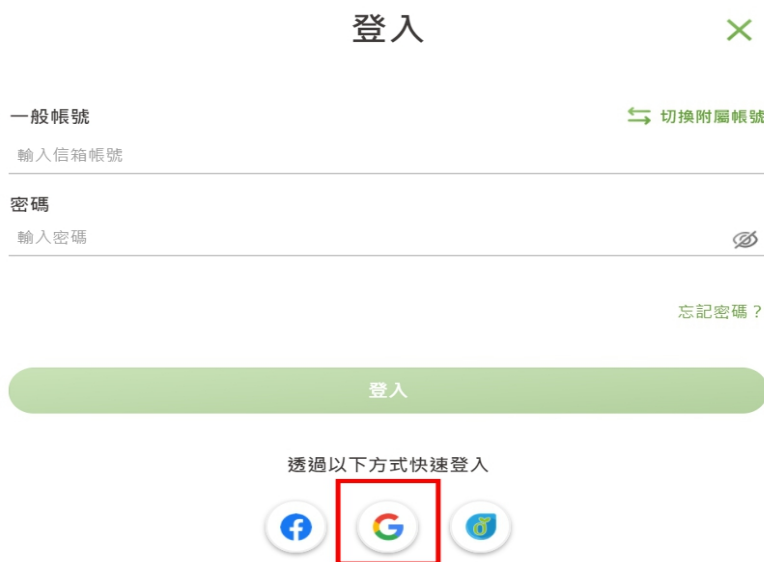 登入
一般帳號
切換附屬帳號
輸入信箱帳號
密碼
輸入密碼
忘記密碼？
登入
透過以下方式快速登入